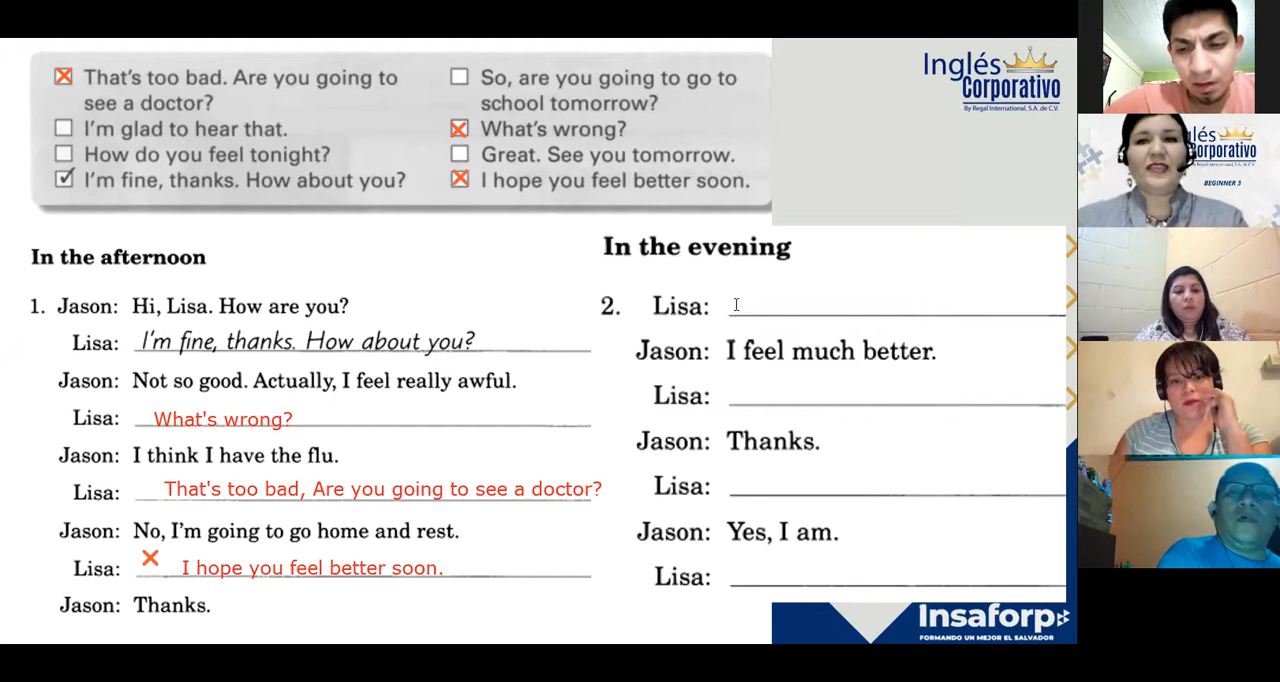 That's too bad. Are you going to
see a doctor?
I'm glad to hear that.
How do you feel tonight?
I'm fine, thanks. How about you?
So, are you going to go to
school tomorrow?
What's wrong?
Great. See you tomorrow.
I hope you feel better soon.
Inglés
Corporativo
By Regal International, S.A. de C.V.
In the afternoon
1. Jason: Hi, Lisa. How are you?
Lisa: I'm fine, thanks. How about you?
Jason: Not so good. Actually, I feel really awful.
Lisa: What's wrong?
Jason: I think I have the flu.
Lisa: That's too bad, Are you going to see a doctor?
Jason: No, I'm going to go home and rest.
Lisa: I hope you feel better soon.
Jason: Thanks.
In the evening
2. Lisa:
Jason: I feel much better.
Lisa:
Jason: Thanks.
Lisa:
Jason: Yes, I am.
Lisa:
Insaforp
FORMANDO UN MEJOR EL SALVADOR
BEGINNER 3